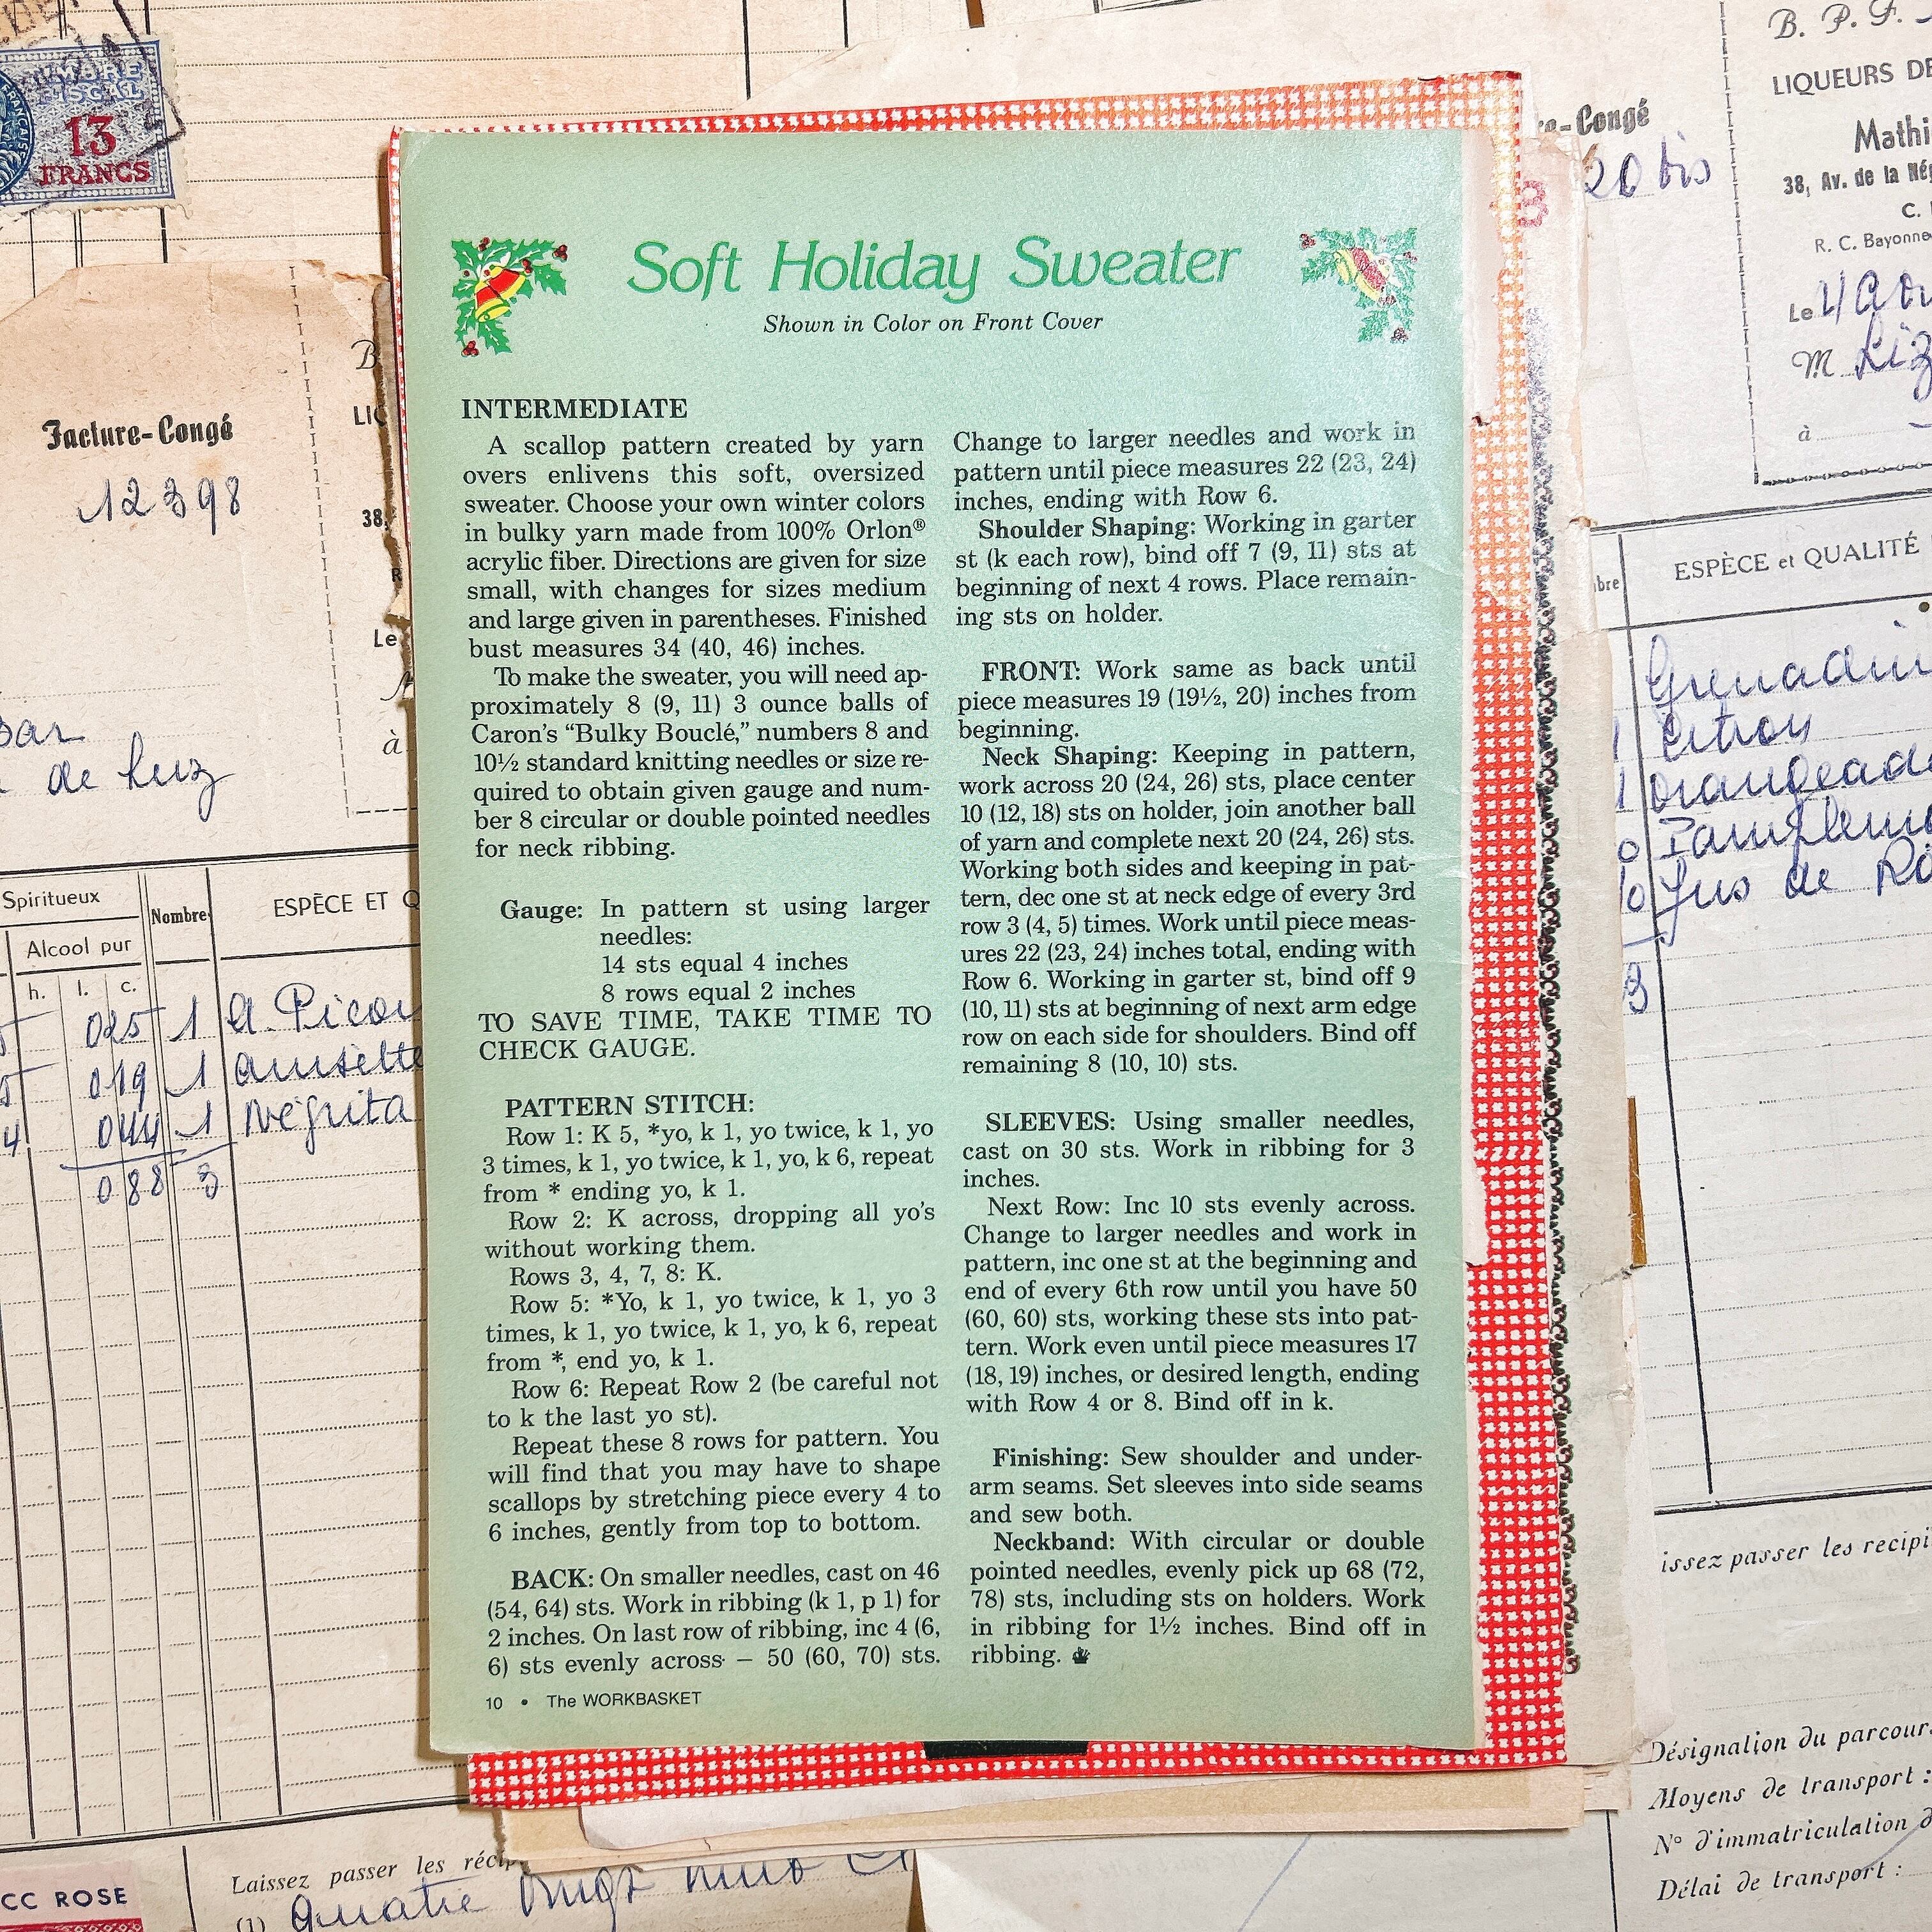 TIMBRE
FISCAL
13
FRANCS
Facture-Congé
12398
de Luz
Spiritueux
Alcool pur
Nombre
ESPÈCE ET Q
h. l. c.
025 1
019 1
044 1 Négrita
0 88 3
Laissez passer les
CC ROSE
Soft Holiday Sweater
Shown in Color on Front Cover
INTERMEDIATE
A scallop pattern created by yarn
overs enlivens this soft, oversized
sweater. Choose your own winter colors
in bulky yarn made from 100% Orlon®
acrylic fiber. Directions are given for size
small, with changes for sizes medium
and large given in parentheses. Finished
bust measures 34 (40, 46) inches.
To make the sweater, you will need ap-
proximately 8 (9, 11) 3 ounce balls of
Caron's “Bulky Bouclé,” numbers 8 and
10½ standard knitting needles or size re-
quired to obtain given gauge and num-
ber 8 circular or double pointed needles
for neck ribbing.
Gauge: In pattern st using larger
needles:
14 sts equal 4 inches
8 rows equal 2 inches
TO SAVE TIME, TAKE TIME TO
CHECK GAUGE.
PATTERN STITCH:
Row 1: K 5, *yo, k 1, yo twice, k 1, yo
3 times, k 1, yo twice, k 1, yo, k 6, repeat
from * ending yo, k 1.
Row 2: K across, dropping all yo's
without working them.
Rows 3, 4, 7, 8: K.
Row 5: *Yo, k 1, yo twice, k 1, yo 3
times, k 1, yo twice, k 1, yo, k 6, repeat
from *, end yo, k 1.
Row 6: Repeat Row 2 (be careful not
to k the last yo st).
Repeat these 8 rows for pattern. You
will find that you may have to shape
scallops by stretching piece every 4 to
6 inches, gently from top to bottom.
BACK: On smaller needles, cast on 46
(54, 64) sts. Work in ribbing (k 1, p 1) for
2 inches. On last row of ribbing, inc 4 (6,
6) sts evenly across — 50 (60, 70) sts.
10 • The WORKBASKET
Change to larger needles and work in
pattern until piece measures 22 (23, 24)
inches, ending with Row 6.
Shoulder Shaping: Working in garter
st (k each row), bind off 7 (9, 11) sts at
beginning of next 4 rows. Place remain-
ing sts on holder.
FRONT: Work same as back until
piece measures 19 (19½, 20) inches from
beginning.
Neck Shaping: Keeping in pattern,
work across 20 (24, 26) sts, place center
10 (12, 18) sts on holder, join another ball
of yarn and complete next 20 (24, 26) sts.
Working both sides and keeping in pat-
tern, dec one st at neck edge of every 3rd
row 3 (4, 5) times. Work until piece meas-
ures 22 (23, 24) inches total, ending with
Row 6. Working in garter st, bind off 9
(10, 11) sts at beginning of next arm edge
row on each side for shoulders. Bind off
remaining 8 (10, 10) sts.
SLEEVES: Using smaller needles,
cast on 30 sts. Work in ribbing for 3
inches.
Next Row: Inc 10 sts evenly across.
Change to larger needles and work in
pattern, inc one st at the beginning and
end of every 6th row until you have 50
(60, 60) sts, working these sts into pat-
tern. Work even until piece measures 17
(18, 19) inches, or desired length, ending
with Row 4 or 8. Bind off in k.
Finishing: Sew shoulder and under-
arm seams. Set sleeves into side seams
and sew both.
Neckband: With circular or double
pointed needles, evenly pick up 68 (72,
78) sts, including sts on holders. Work
in ribbing for 1½ inches. Bind off in
ribbing.
B. P. F.
LIQUEURS DE
Mathi
38, Av. de la Nég
R. C. Bayonne
-Congé
20 bis
Le
M
à
ESPÈCE et QUALITÉ
Citron
Jus de
issez passer les récipi
Désignation du parcour
Moyens de transport :
N° d'immatriculation d
Délai de transport :